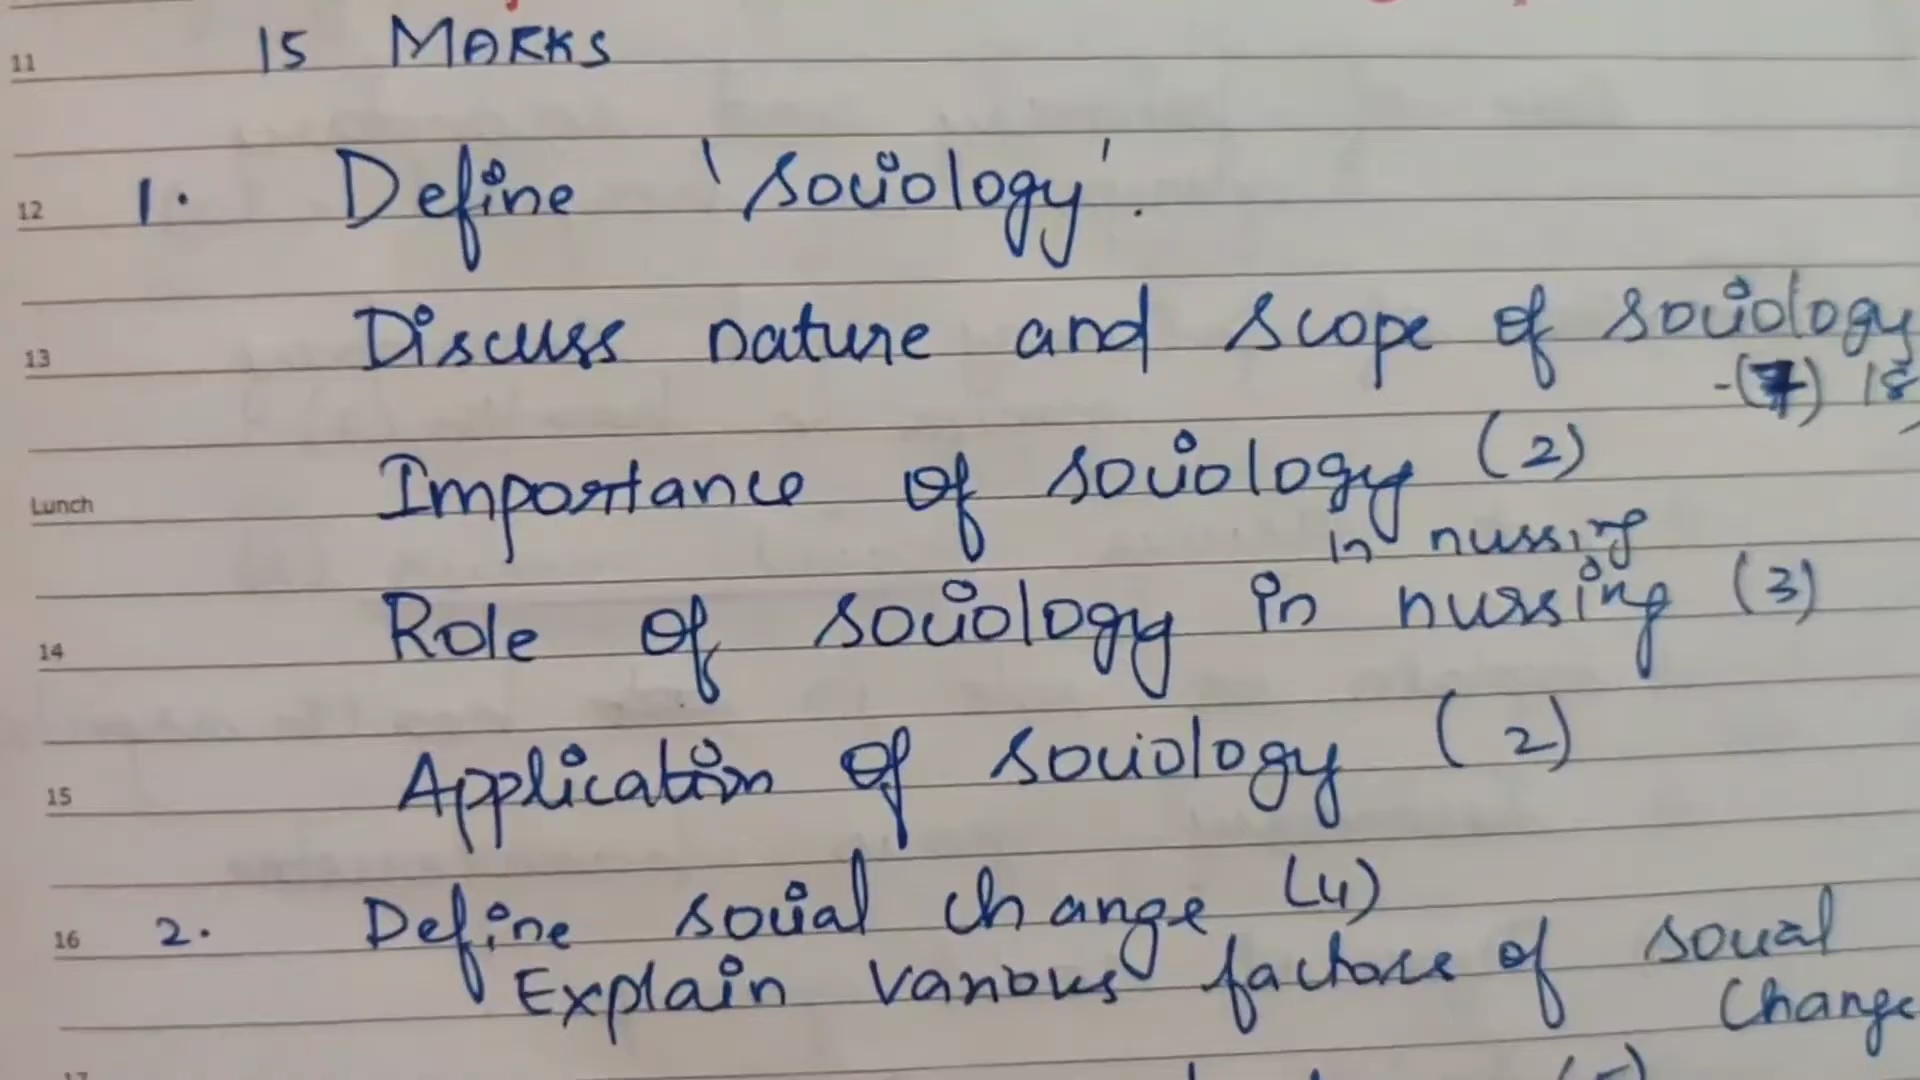 11 15 MARKS
12 1. Define 'sociology'.
13 Discuss nature and scope of sociology
-(7)
Lunch Importance of sociology (2)
in nussing
14 Role of sociology in nursing (3)
15 Application of sociology (2)
16 2. Define social change (4)
Explain various factors of social
Change